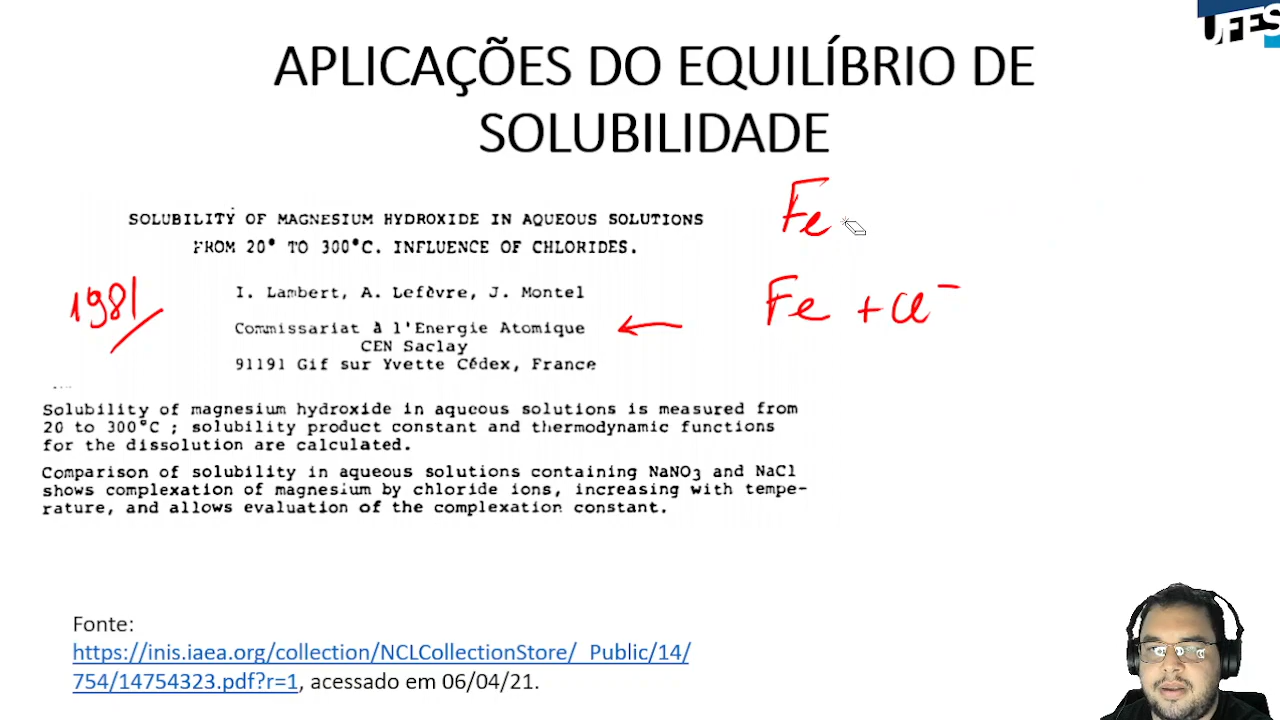 UFES
APLICAÇÕES DO EQUILÍBRIO DE
SOLUBILIDADE
SOLUBILITY OF MAGNESIUM HYDROXIDE IN AQUEOUS SOLUTIONS
FROM 20° TO 300°C. INFLUENCE OF CHLORIDES.
I. Lambert, A. Lefèvre, J. Montel
Commissariat à l'Energie Atomique
CEN Saclay
91191 Gif sur Yvette Cédex, France
1981
Fe
Fe + Cl⁻
Solubility of magnesium hydroxide in aqueous solutions is measured from
20 to 300°C ; solubility product constant and thermodynamic functions
for the dissolution are calculated.
Comparison of solubility in aqueous solutions containing NaNO3 and NaCl
shows complexation of magnesium by chloride ions, increasing with tempe-
rature, and allows evaluation of the complexation constant.
Fonte:
https://inis.iaea.org/collection/NCLCollectionStore/_Public/14/
754/14754323.pdf?r=1, acessado em 06/04/21.